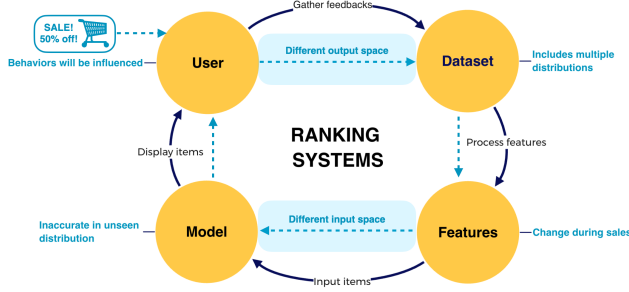 Gather feedbacks
SALE!
50% off!
Different output space
User
Dataset
Behaviors will be influenced
Includes multiple
distributions
RANKING
SYSTEMS
Display items
Process features
Different input space
Inaccurate in unseen
distribution
Model
Features
Change during sales
Input items